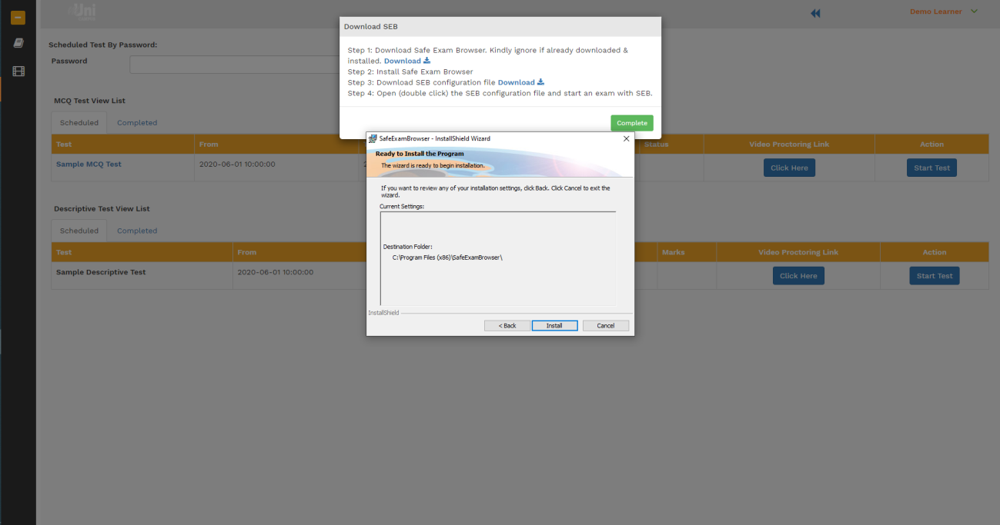 Uni
Demo Learner
Download SEB
Step 1: Download Safe Exam Browser. Kindly ignore if already downloaded &
installed. Download
Step 2: Install Safe Exam Browser
Step 3: Download SEB configuration file Download
Step 4: Open (double click) the SEB configuration file and start an exam with SEB.
Complete
Scheduled Test By Password:
Password
MCQ Test View List
Scheduled Completed
Test From Status Video Proctoring Link Action
Sample MCQ Test 2020-06-01 10:00:00 Click Here Start Test
SafeExamBrowser - InstallShield Wizard
Ready to Install the Program
The wizard is ready to begin installation.
If you want to review any of your installation settings, click Back. Click Cancel to exit the
wizard.
Current Settings:
Destination Folder:
C:\Program Files (x86)\SafeExamBrowser\
InstallShield
< Back Install Cancel
Descriptive Test View List
Scheduled Completed
Test From Marks Video Proctoring Link Action
Sample Descriptive Test 2020-06-01 10:00:00 Click Here Start Test